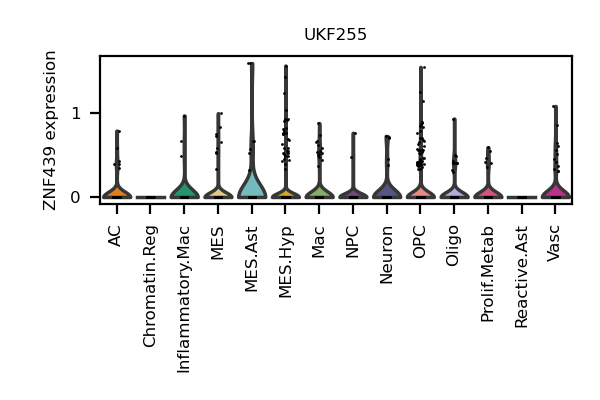 UKF255
ZNF439 expression
1
0
AC
Chromatin.Reg
Inflammatory.Mac
MES
MES.Ast
MES.Hyp
Mac
NPC
Neuron
OPC
Oligo
Prolif.Metab
Reactive.Ast
Vasc